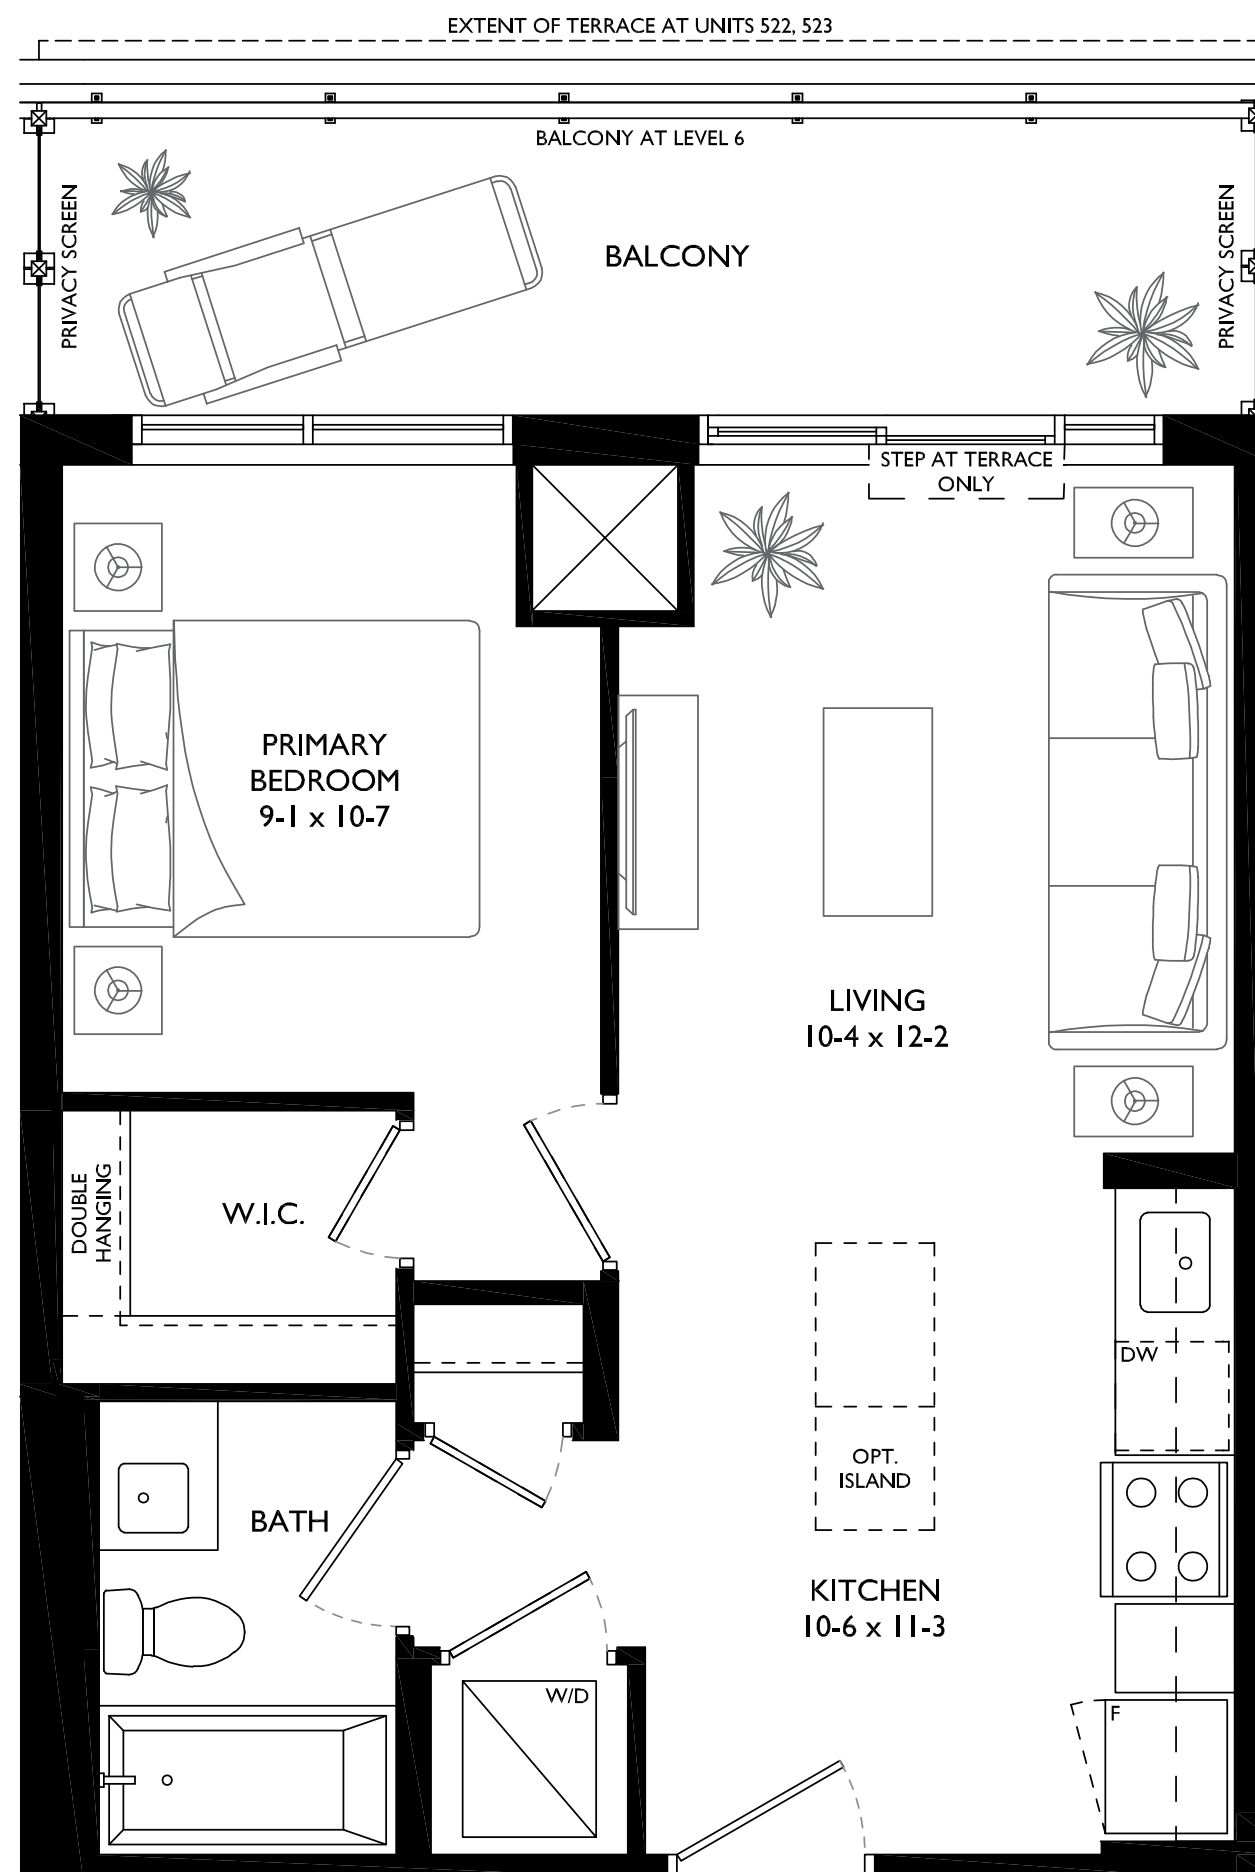 EXTENT OF TERRACE AT UNITS 522, 523
BALCONY AT LEVEL 6
PRIVACY SCREEN
BALCONY
PRIVACY SCREEN
STEP AT TERRACE
ONLY
PRIMARY
BEDROOM
9-1 x 10-7
LIVING
10-4 x 12-2
DOUBLE
HANGING
W.I.C.
DW
OPT.
ISLAND
BATH
KITCHEN
10-6 x 11-3
W/D
F